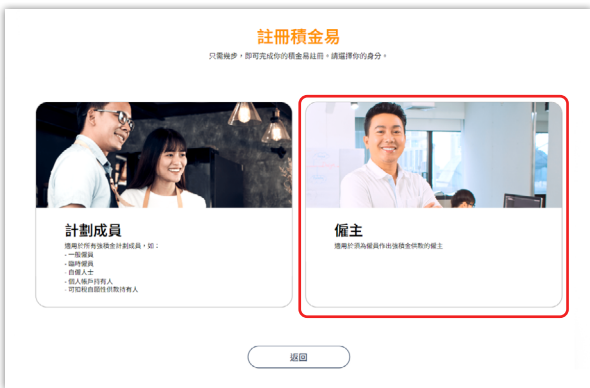 註冊積金易
只需幾步，即可完成你的積金易註冊。請選擇你的身分。
計劃成員
適用於所有強積金計劃成員，如：
- 一般僱員
- 臨時僱員
- 自僱人士
- 個人帳戶持有人
- 可扣稅自願性供款持有人
僱主
適用於須為僱員作出強積金供款的僱主
返回